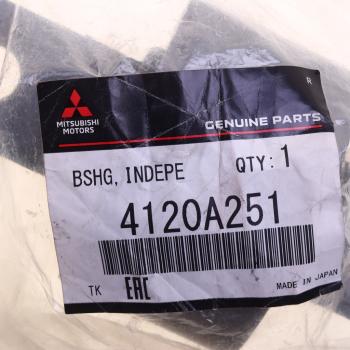 R
MITSUBISHI
MOTORS
GENUINE PARTS
BSHG, INDEPE QTY: 1
4120A251
TK EAC MADE IN JAPAN